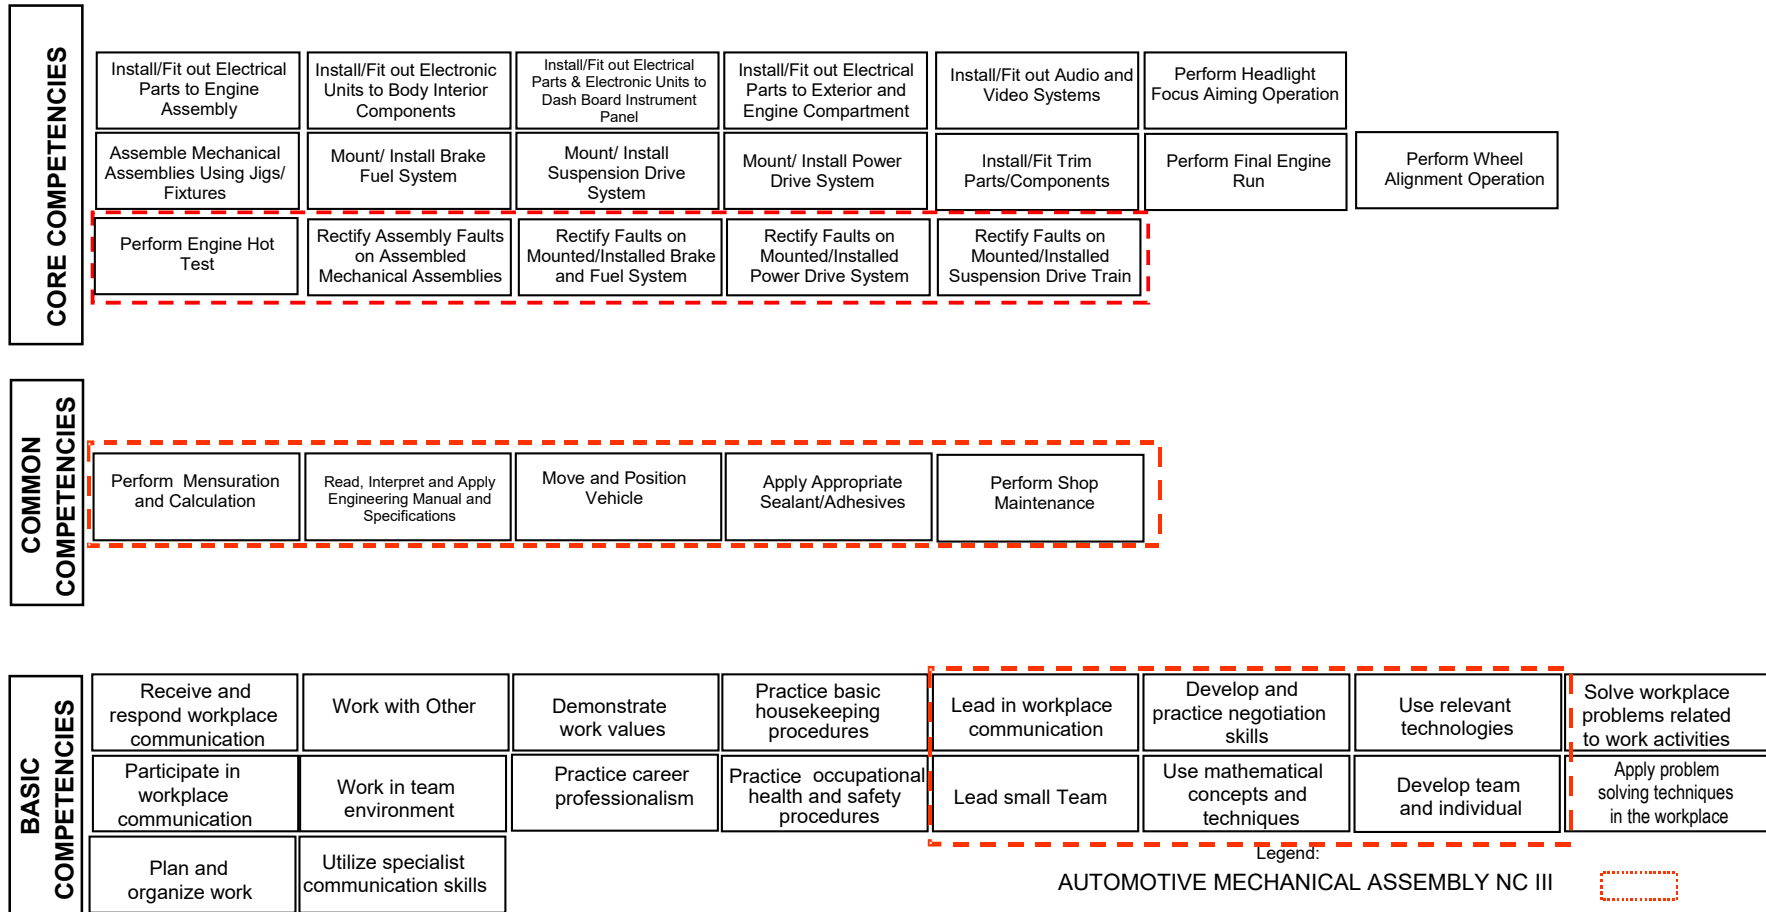 CORE COMPETENCIES
Install/Fit out Electrical
Parts to Engine
Assembly
Install/Fit out Electronic
Units to Body Interior
Components
Install/Fit out Electrical
Parts & Electronic Units to
Dash Board Instrument
Panel
Install/Fit out Electrical
Parts to Exterior and
Engine Compartment
Install/Fit out Audio and
Video Systems
Perform Headlight
Focus Aiming Operation
Assemble Mechanical
Assemblies Using Jigs/
Fixtures
Mount/ Install Brake
Fuel System
Mount/ Install
Suspension Drive
System
Mount/ Install Power
Drive System
Install/Fit Trim
Parts/Components
Perform Final Engine
Run
Perform Wheel
Alignment Operation
Perform Engine Hot
Test
Rectify Assembly Faults
on Assembled
Mechanical Assemblies
Rectify Faults on
Mounted/Installed Brake
and Fuel System
Rectify Faults on
Mounted/Installed
Power Drive System
Rectify Faults on
Mounted/Installed
Suspension Drive Train
COMMON
COMPETENCIES
Perform Mensuration
and Calculation
Read, Interpret and Apply
Engineering Manual and
Specifications
Move and Position
Vehicle
Apply Appropriate
Sealant/Adhesives
Perform Shop
Maintenance
BASIC
COMPETENCIES
Receive and
respond workplace
communication
Work with Other
Demonstrate
work values
Practice basic
housekeeping
procedures
Lead in workplace
communication
Develop and
practice negotiation
skills
Use relevant
technologies
Solve workplace
problems related
to work activities
Participate in
workplace
communication
Work in team
environment
Practice career
professionalism
Practice occupational
health and safety
procedures
Lead small Team
Use mathematical
concepts and
techniques
Develop team
and individual
Apply problem
solving techniques
in the workplace
Plan and
organize work
Utilize specialist
communication skills
Legend:
AUTOMOTIVE MECHANICAL ASSEMBLY NC III